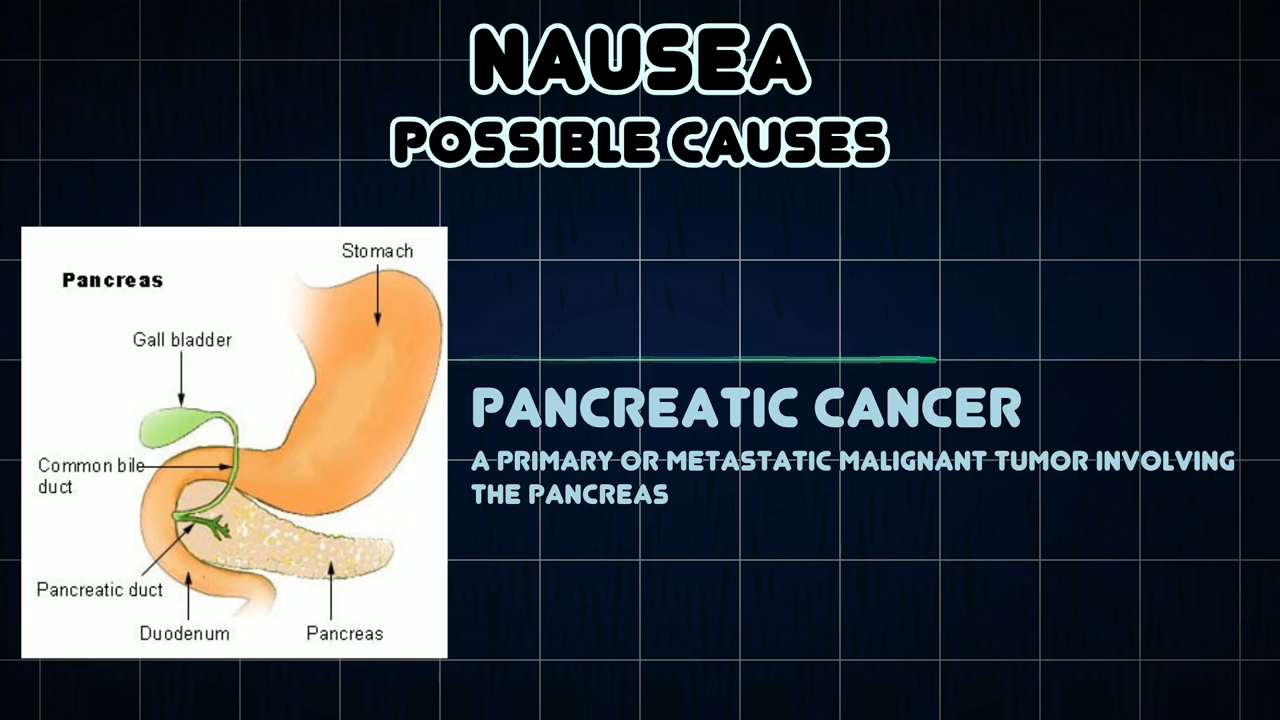 NAUSEA
POSSIBLE CAUSES
Stomach
Pancreas
Gall bladder
Common bile
duct
Pancreatic duct
Duodenum
Pancreas
PANCREATIC CANCER
A PRIMARY OR METASTATIC MALIGNANT TUMOR INVOLVING
THE PANCREAS